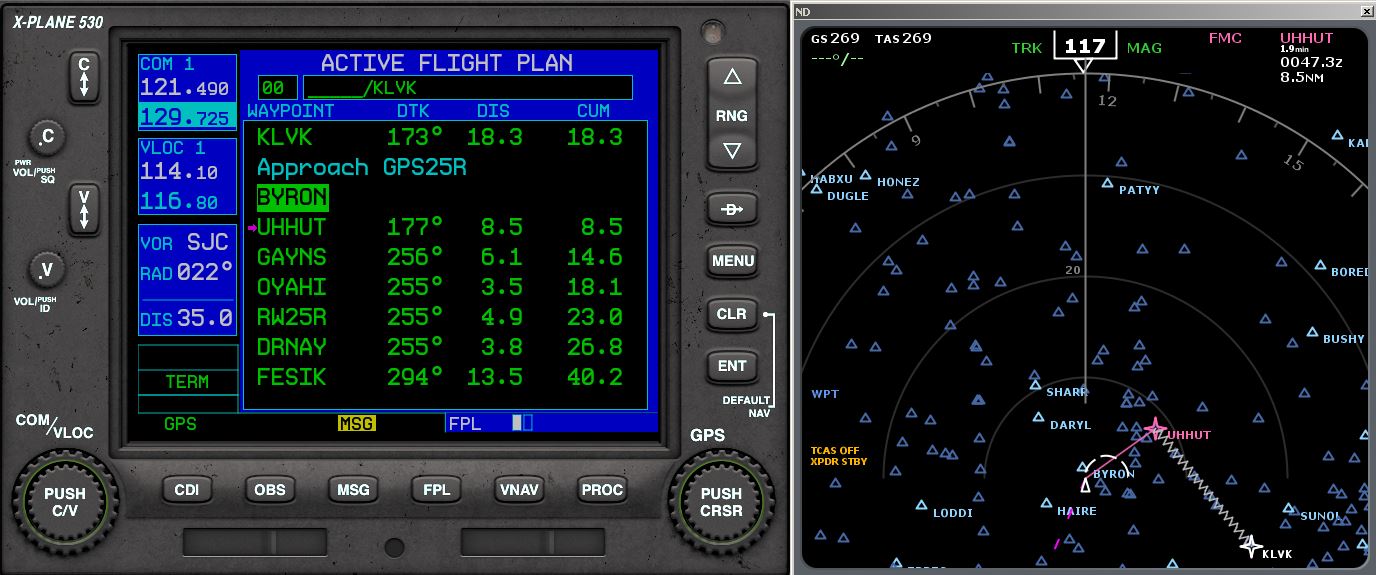 X-PLANE 530
C
COM 1
121.490
129.725
.C
PWR
VOL/PUSH
SQ
VLOC 1
114.10
116.80
V
VOR SJC
RAD 022°
DIS 35.0
.V
VOL/PUSH
ID
TERM
GPS
MSG
FPL
COM/VLOC
ACTIVE FLIGHT PLAN
00
_____/KLVK
WAYPOINT DTK DIS CUM
KLVK 173° 18.3 18.3
Approach GPS25R
BYRON
UHHUT 177° 8.5 8.5
GAYNS 256° 6.1 14.6
OYAHI 255° 3.5 18.1
RW25R 255° 4.9 23.0
DRNAY 255° 3.8 26.8
FESIK 294° 13.5 40.2
RNG
D
MENU
CLR
ENT
DEFAULT
NAV
GPS
PUSH
C/V
CDI OBS MSG FPL VNAV PROC
PUSH
CRSR
ND
GS 269 TAS 269
---°/--
TRK 117 MAG
FMC
UHHUT
1.9min
0047.3z
8.5NM
12
9
15
HABXU
DUGLE
HONEZ
PATYY
20
BORED
BUSHY
WPT
SHARR
DARYL
UHHUT
TCAS OFF
XPDR STBY
BYRON
HAIRE
LODDI
SUNOL
KLVK